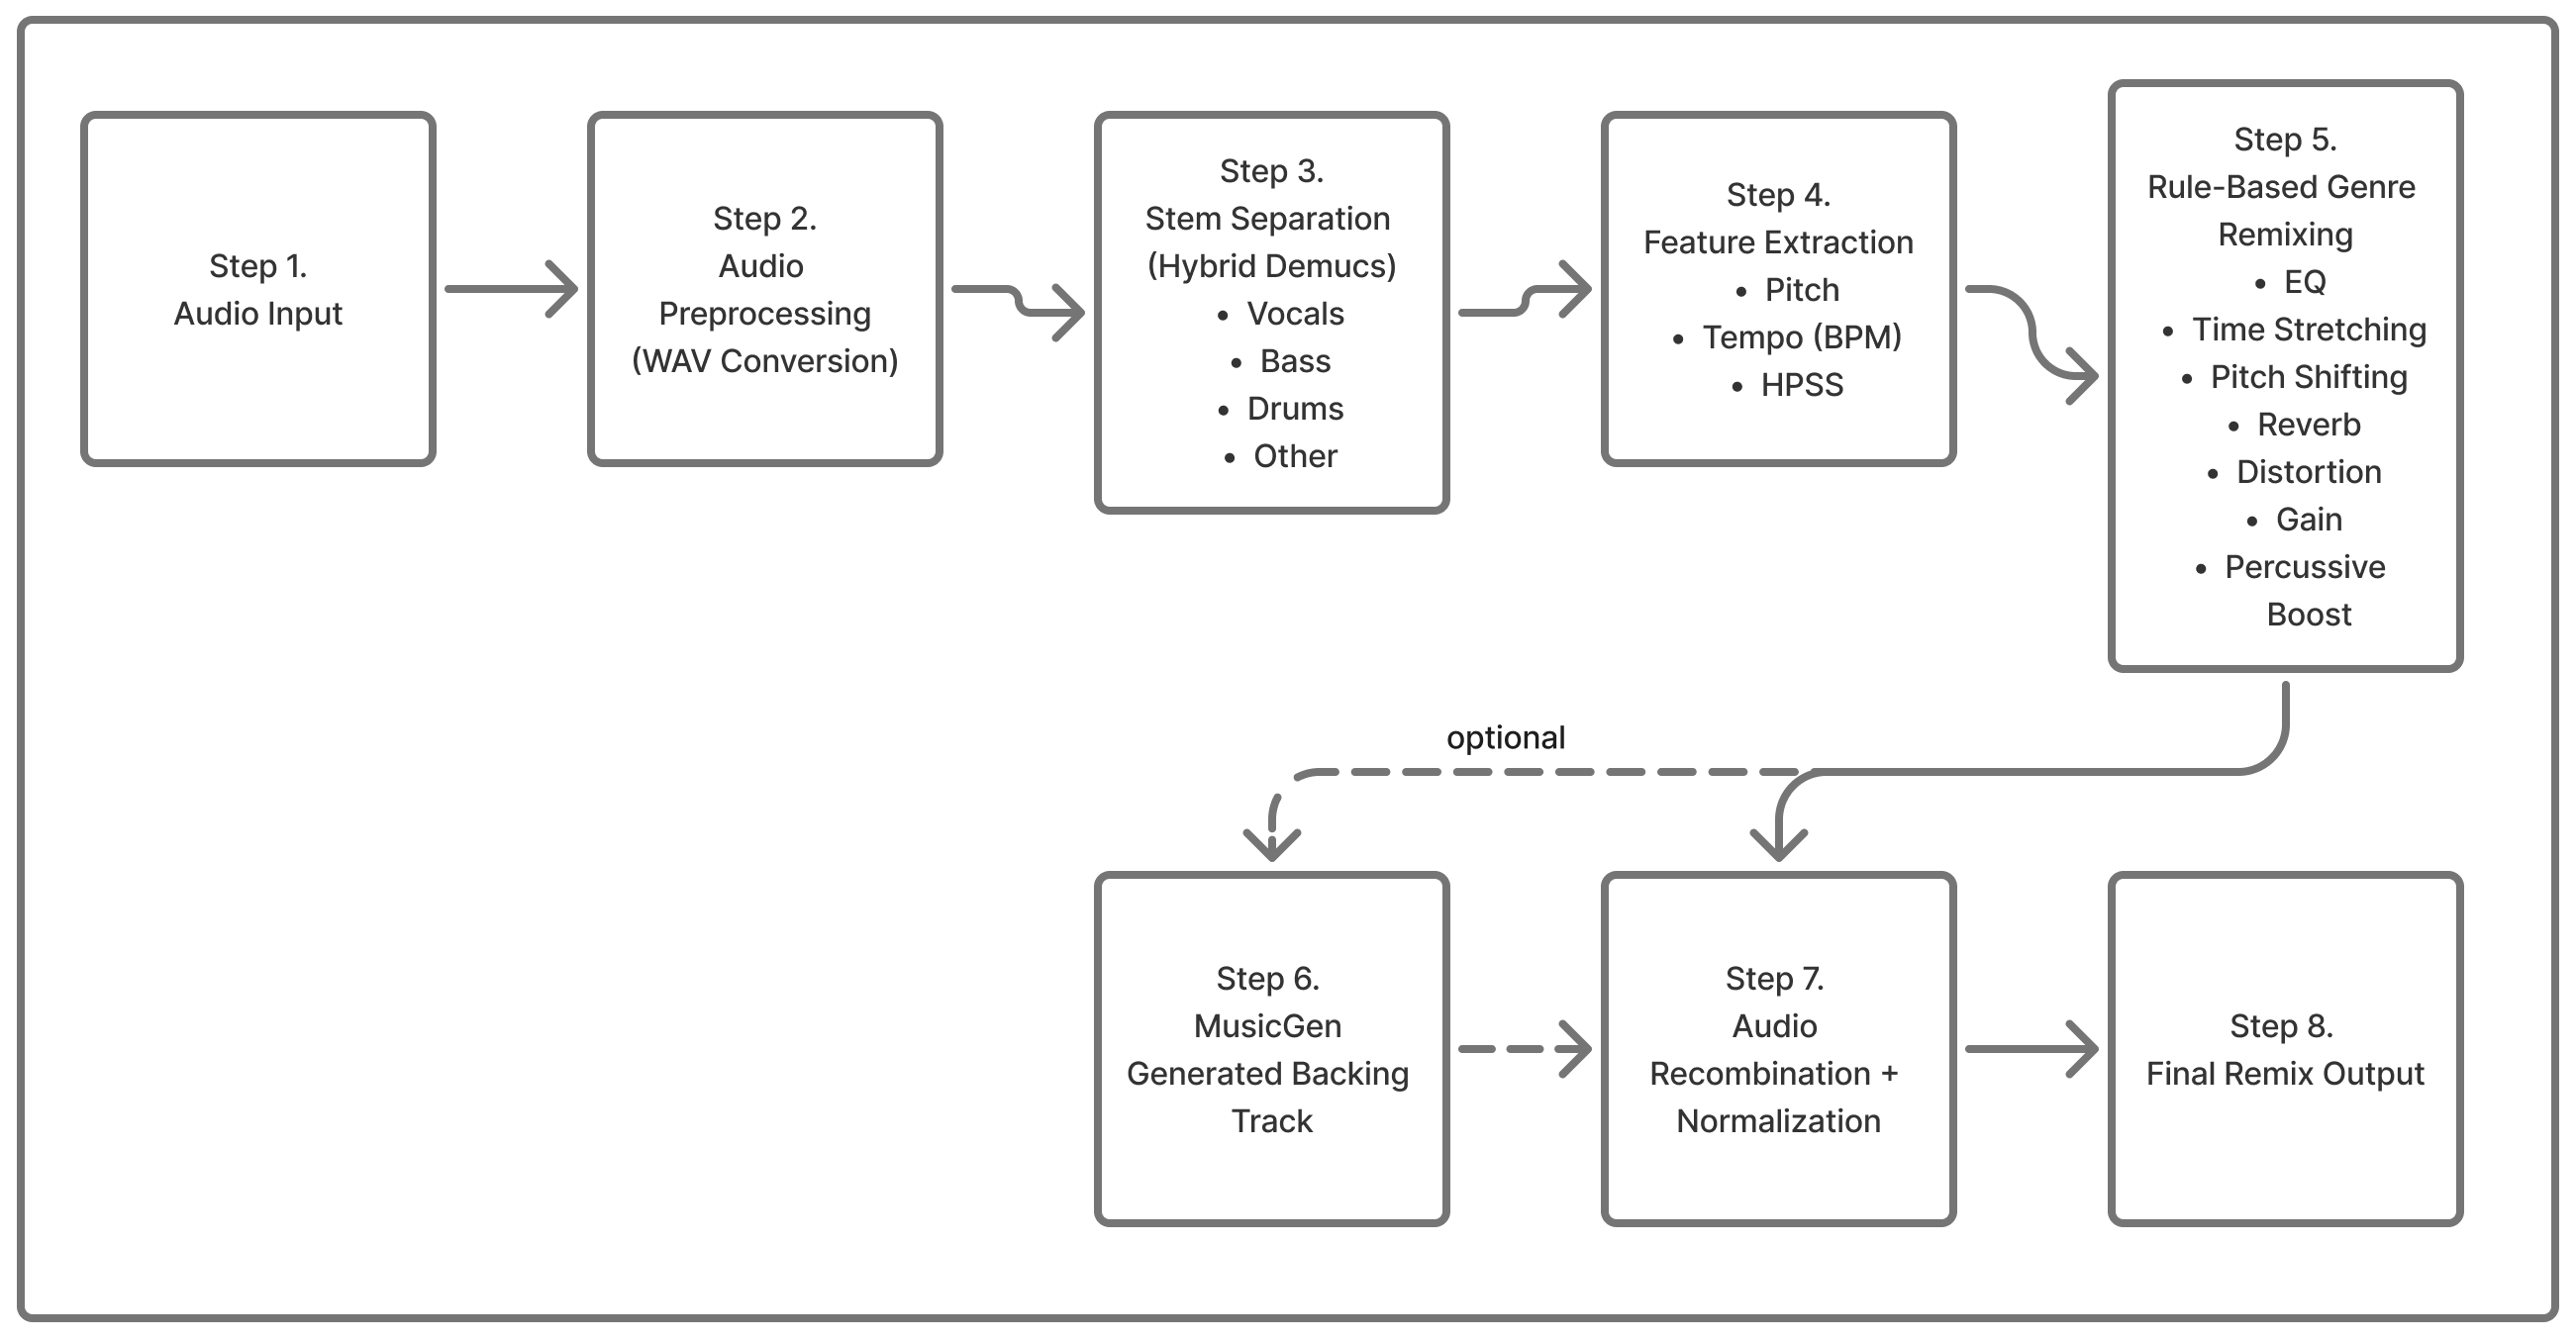 Step 1.
Audio Input
Step 2.
Audio
Preprocessing
(WAV Conversion)
Step 3.
Stem Separation
(Hybrid Demucs)
• Vocals
• Bass
• Drums
• Other
Step 4.
Feature Extraction
• Pitch
• Tempo (BPM)
• HPSS
Step 5.
Rule-Based Genre
Remixing
• EQ
• Time Stretching
• Pitch Shifting
• Reverb
• Distortion
• Gain
• Percussive
Boost
optional
Step 6.
MusicGen
Generated Backing
Track
Step 7.
Audio
Recombination +
Normalization
Step 8.
Final Remix Output